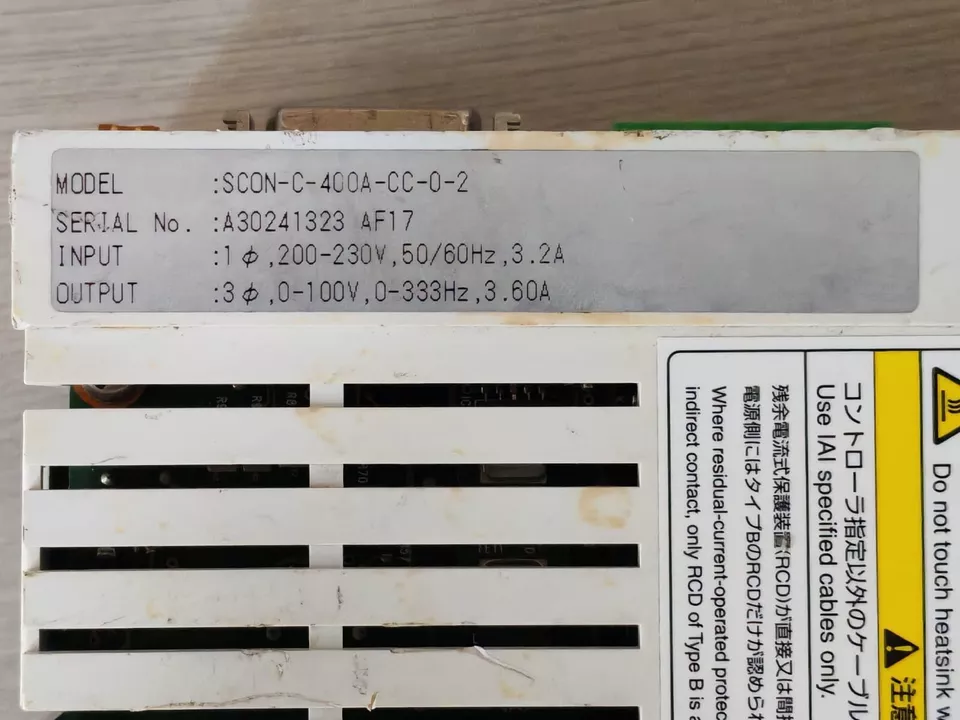 MODEL :SCON-C-400A-CC-0-2
SERIAL No. :A30241323 AF17
INPUT :1φ,200-230V,50/60Hz,3.2A
OUTPUT :3φ,0-100V,0-333Hz,3.60A
Do not touch heatsink
注意
コントローラ指定以外のケーブル
Use IAI specified cables only.
残余電流式保護装置(RCD)が直接又は間接
電源側にはタイプBのRCDだけが認められ
Where residual-current-operated protec
indirect contact, only RCD of Type B is